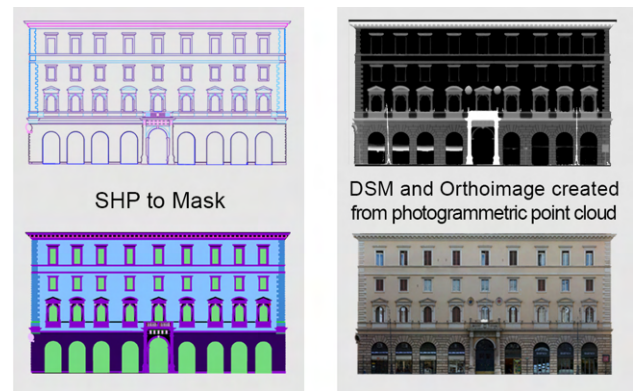 SHP to Mask
DSM and Orthoimage created
from photogrammetric point cloud